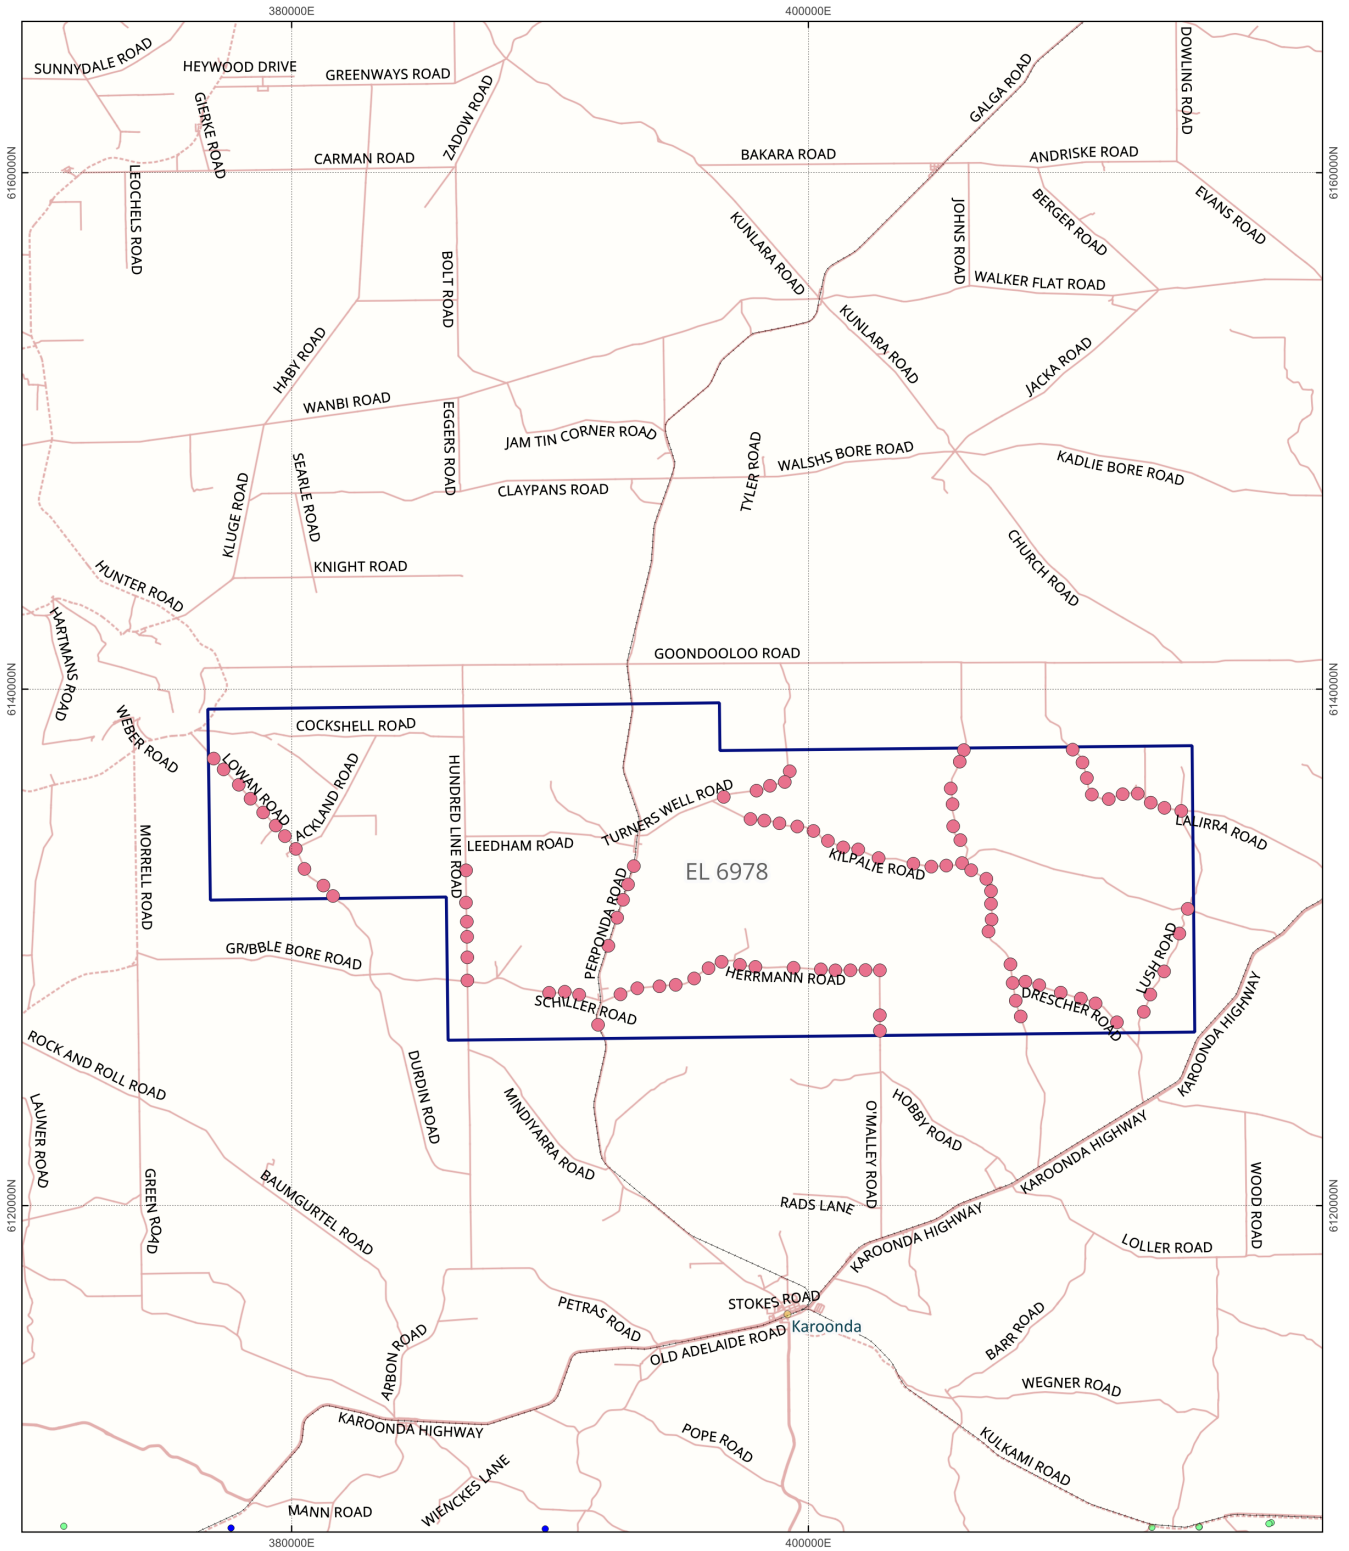 380000E
400000E
SUNNYDALE ROAD
HEYWOOD DRIVE
GREENWAYS ROAD
GIERKE ROAD
ZADOW ROAD
GALGA ROAD
DOWLING ROAD
CARMAN ROAD
BAKARA ROAD
ANDRISKE ROAD
6160000N
6160000N
LEOCHELS ROAD
KUNLARA ROAD
JOHNS ROAD
BERGER ROAD
EVANS ROAD
BOLT ROAD
WALKER FLAT ROAD
HABY ROAD
KUNLARA ROAD
JACKA ROAD
WANBI ROAD
EGGERS ROAD
JAM TIN CORNER ROAD
TYLER ROAD
WALSHS BORE ROAD
KADLIE BORE ROAD
KLUGE ROAD
SEARLE ROAD
CLAYPANS ROAD
HUNTER ROAD
KNIGHT ROAD
CHURCH ROAD
HARTMANS ROAD
GOONDOOLOO ROAD
6140000N
6140000N
WEBER ROAD
COCKSHELL ROAD
LOWAN ROAD
ACKLAND ROAD
HUNDRED LINE ROAD
TURNERS WELL ROAD
LEEDHAM ROAD
LALIRRA ROAD
MORRELL ROAD
EL 6978
KILPALIE ROAD
PERPONDA ROAD
GRIBBLE BORE ROAD
HERRMANN ROAD
LUSH ROAD
SCHILLER ROAD
DRESCHER ROAD
KAROONDA HIGHWAY
ROCK AND ROLL ROAD
DURDIN ROAD
LAUNER ROAD
MINDIYARRA ROAD
O'MALLEY ROAD
HOBBY ROAD
KAROONDA HIGHWAY
GREEN ROAD
BAUMGURTEL ROAD
RADS LANE
WOOD ROAD
6120000N
6120000N
KAROONDA HIGHWAY
LOLLER ROAD
STOKES ROAD
PETRAS ROAD
Karoonda
BARR ROAD
ARBON ROAD
OLD ADELAIDE ROAD
WEGNER ROAD
KAROONDA HIGHWAY
POPE ROAD
KULKAMI ROAD
MANN ROAD
WIENCKES LANE
380000E
400000E